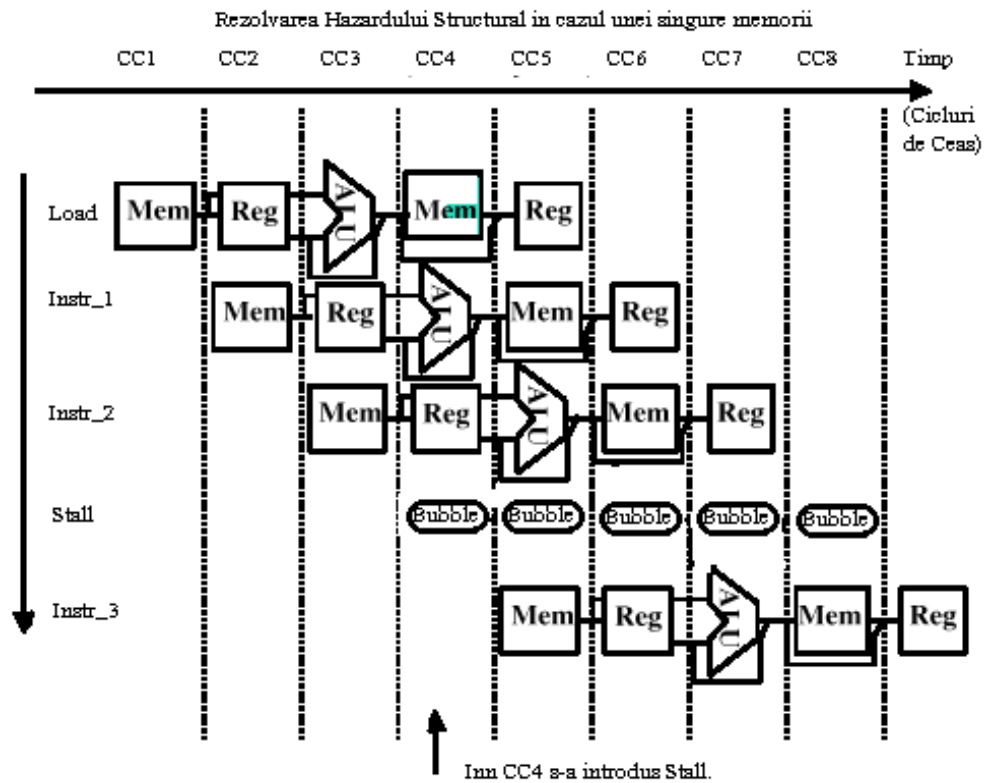 Rezolvarea Hazardului Structural in cazul unei singure memorii
CC1 CC2 CC3 CC4 CC5 CC6 CC7 CC8 Timp
(Cicluri
de Ceas)
Load Mem Reg ALU Mem Reg
Instr_1 Mem Reg ALU Mem Reg
Instr_2 Mem Reg ALU Mem Reg
Stall Bubble Bubble Bubble Bubble Bubble
Instr_3 Mem Reg ALU Mem Reg
Inn CC4 s-a introdus Stall.